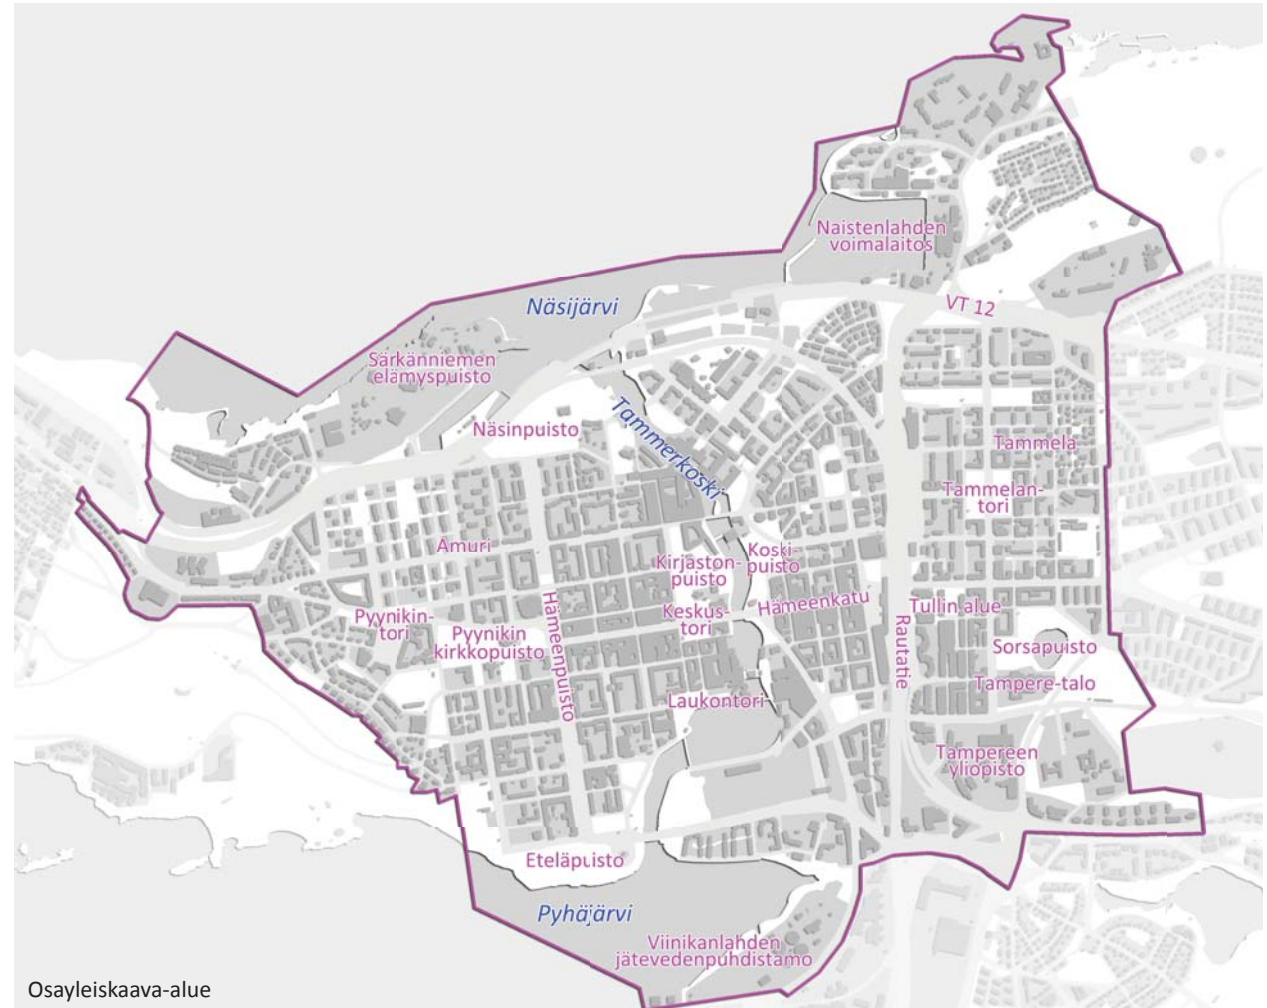 Naistenlahden
voimalaitos
VT 12
Näsijärvi
Särkänniemen
elämyspuisto
Näsinpuisto
Tammerkoski
Tammela
Tammelan-
tori
Amuri
Kirjaston-
puisto
Koski-
puisto
Hämeenkatu
Keskus-
tori
Pyynikin-
tori
Pyynikin
kirkkopuisto
Hämeenpuisto
Rautatie
Tullin alue
Sorsapuisto
Tampere-talo
Laukontori
Tampereen
yliopisto
Eteläpuisto
Pyhäjärvi
Viinikanlahden
jätevedenpuhdistamo
Osayleiskaava-alue